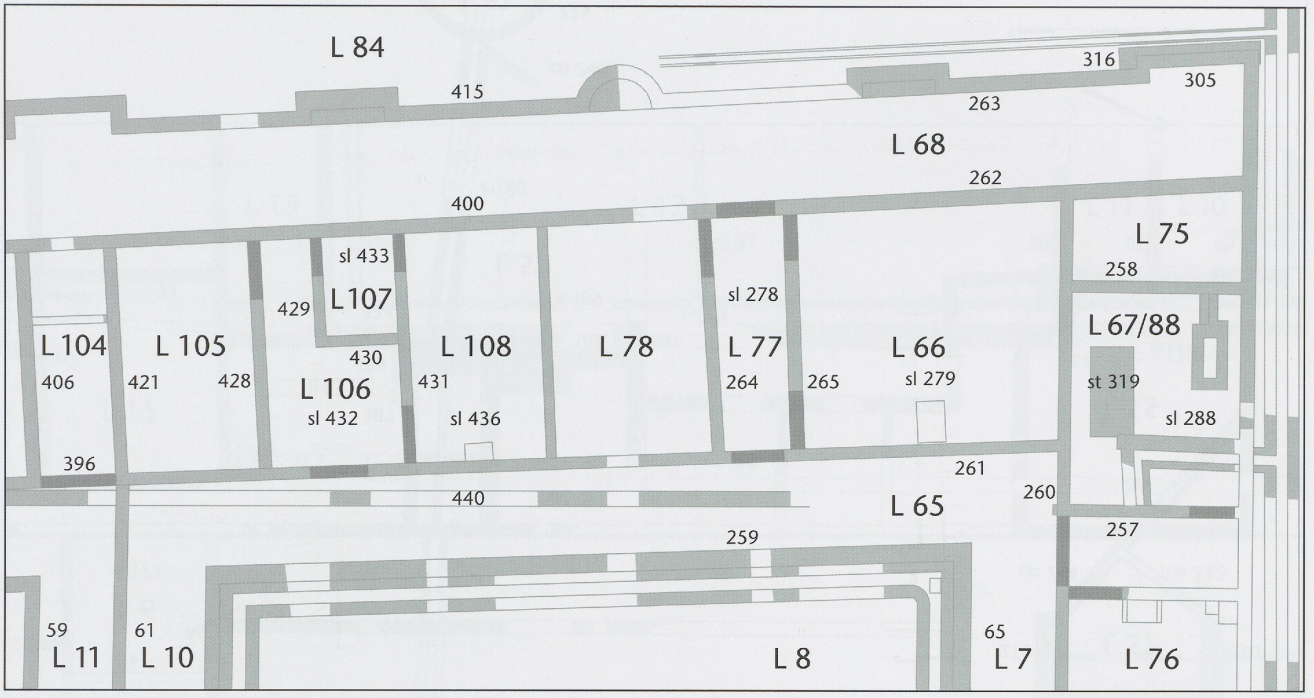 L 84
316
415
305
263
L 68
262
400
L 75
sl 433
258
sl 278
L 107
429
L 67/88
L 104
L 105
430
L 108
L 78
L 77
L 66
406
421
428
L 106
431
264
265
sl 279
st 319
sl 432
sl 436
sl 288
396
261
440
260
L 65
259
257
59
61
65
L 11
L 10
L 8
L 7
L 76